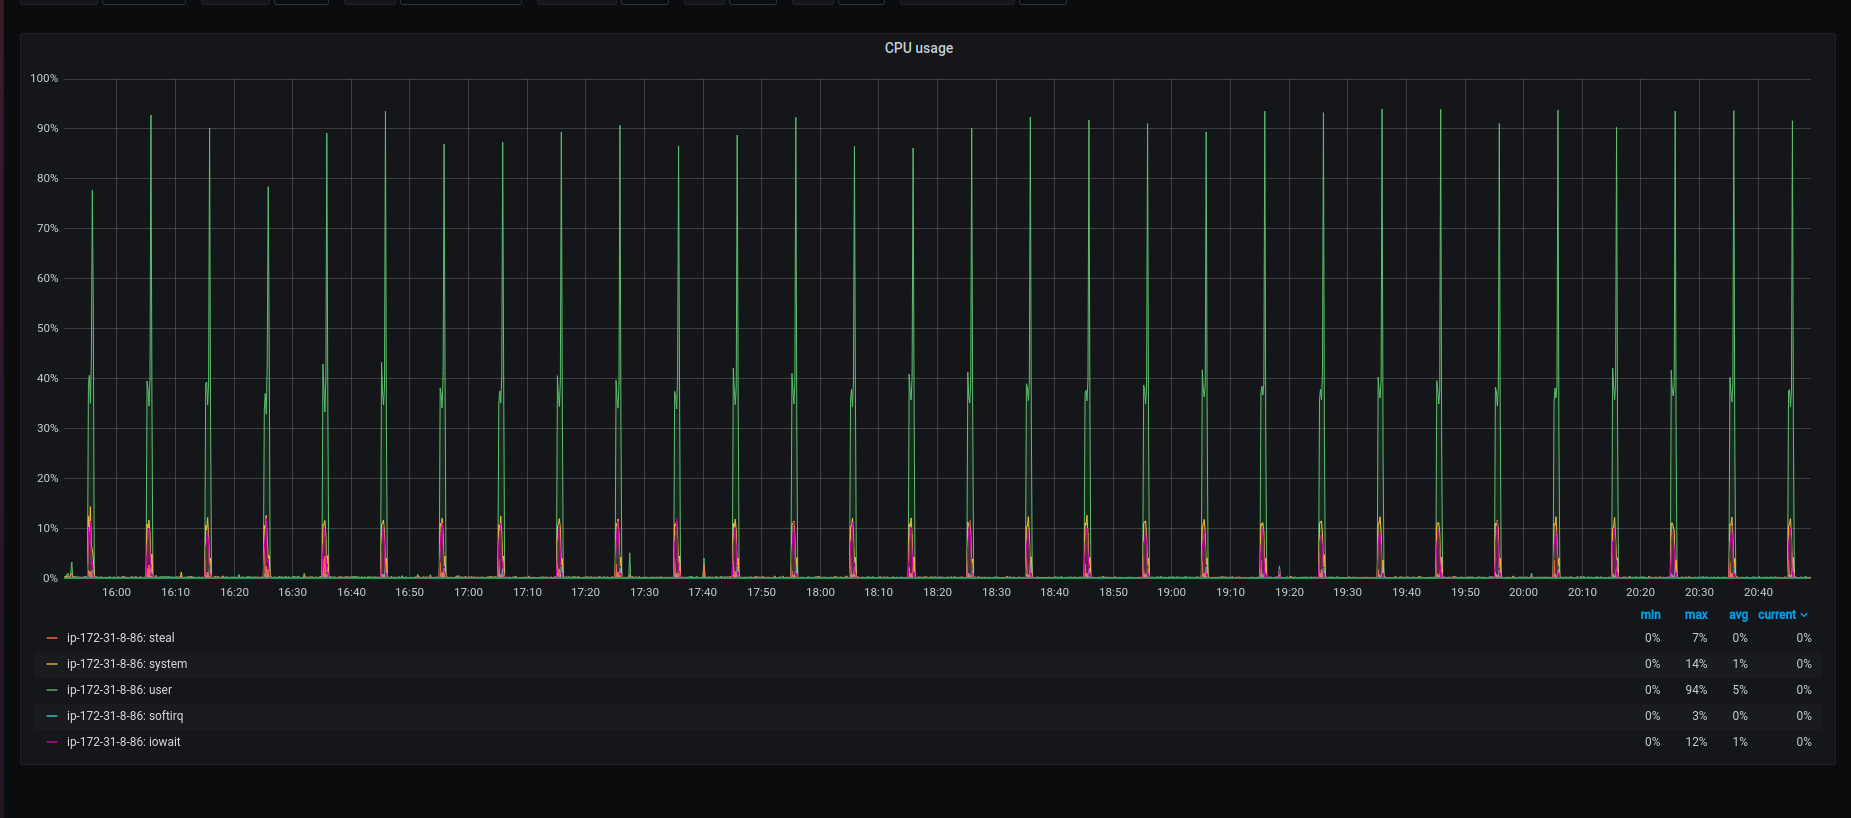 CPU usage
100%
90%
80%
70%
60%
50%
40%
30%
20%
10%
0%
16:00 16:10 16:20 16:30 16:40 16:50 17:00 17:10 17:20 17:30 17:40 17:50 18:00 18:10 18:20 18:30 18:40 18:50 19:00 19:10 19:20 19:30 19:40 19:50 20:00 20:10 20:20 20:30 20:40
min max avg current
ip-172-31-8-86: steal 0% 7% 0% 0%
ip-172-31-8-86: system 0% 14% 1% 0%
ip-172-31-8-86: user 0% 94% 5% 0%
ip-172-31-8-86: softirq 0% 3% 0% 0%
ip-172-31-8-86: iowait 0% 12% 1% 0%